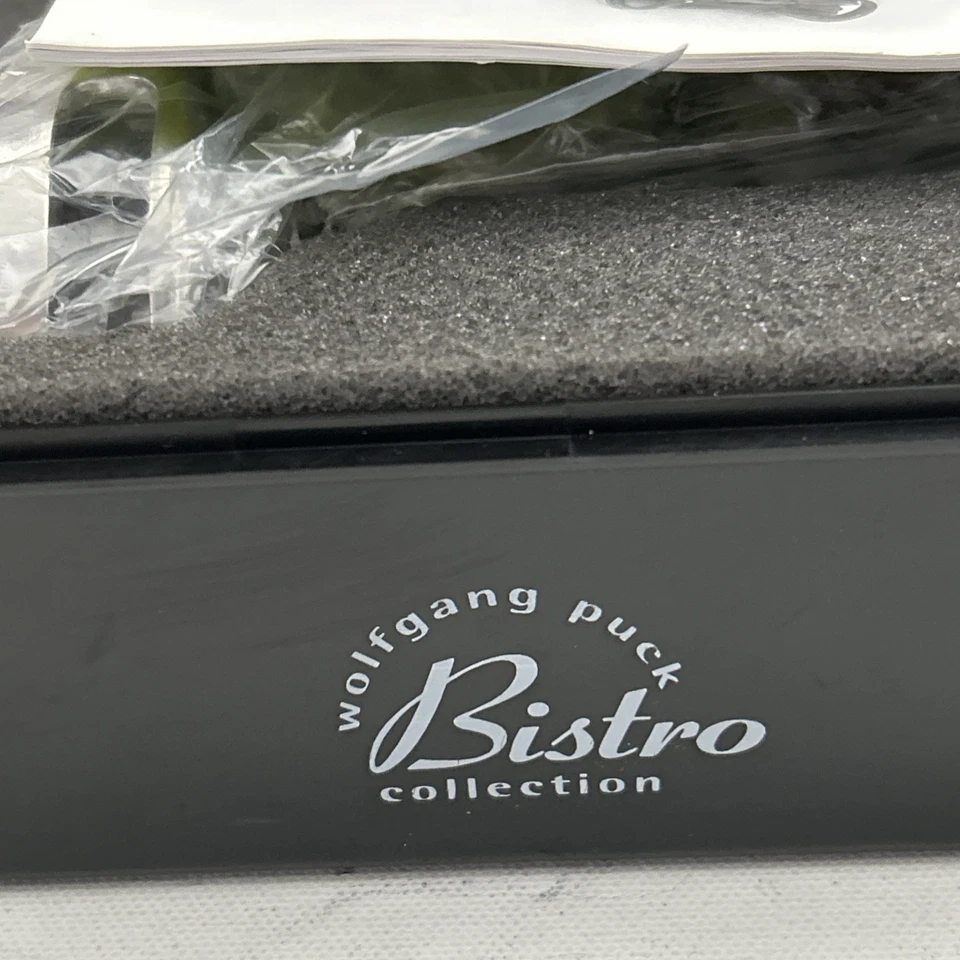 wolfgang puck
Bistro
collection